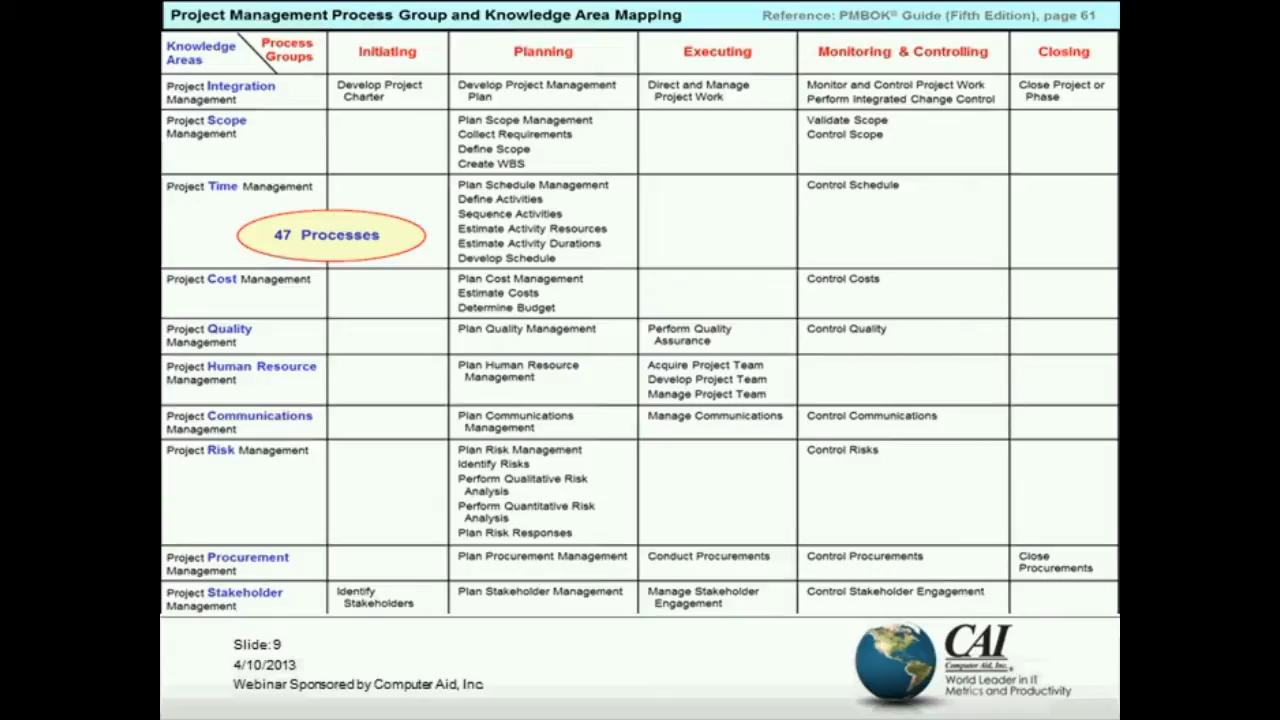 Project Management Process Group and Knowledge Area Mapping
Reference: PMBOK® Guide (Fifth Edition), page 61
Knowledge Areas
Process Groups
Initiating
Planning
Executing
Monitoring & Controlling
Closing
Project Integration
Management
Develop Project
Charter
Develop Project Management
Plan
Direct and Manage
Project Work
Monitor and Control Project Work
Perform Integrated Change Control
Close Project or
Phase
Project Scope
Management
Plan Scope Management
Collect Requirements
Define Scope
Create WBS
Validate Scope
Control Scope
Project Time Management
47 Processes
Plan Schedule Management
Define Activities
Sequence Activities
Estimate Activity Resources
Estimate Activity Durations
Develop Schedule
Control Schedule
Project Cost Management
Plan Cost Management
Estimate Costs
Determine Budget
Control Costs
Project Quality
Management
Plan Quality Management
Perform Quality
Assurance
Control Quality
Project Human Resource
Management
Plan Human Resource
Management
Acquire Project Team
Develop Project Team
Manage Project Team
Project Communications
Management
Plan Communications
Management
Manage Communications
Control Communications
Project Risk Management
Plan Risk Management
Identify Risks
Perform Qualitative Risk
Analysis
Perform Quantitative Risk
Analysis
Plan Risk Responses
Control Risks
Project Procurement
Management
Plan Procurement Management
Conduct Procurements
Control Procurements
Close
Procurements
Project Stakeholder
Management
Identify
Stakeholders
Plan Stakeholder Management
Manage Stakeholder
Engagement
Control Stakeholder Engagement
Slide: 9
4/10/2013
Webinar Sponsored by Computer Aid, Inc.
CAI
Computer Aid, Inc.®
World Leader in IT
Metrics and Productivity